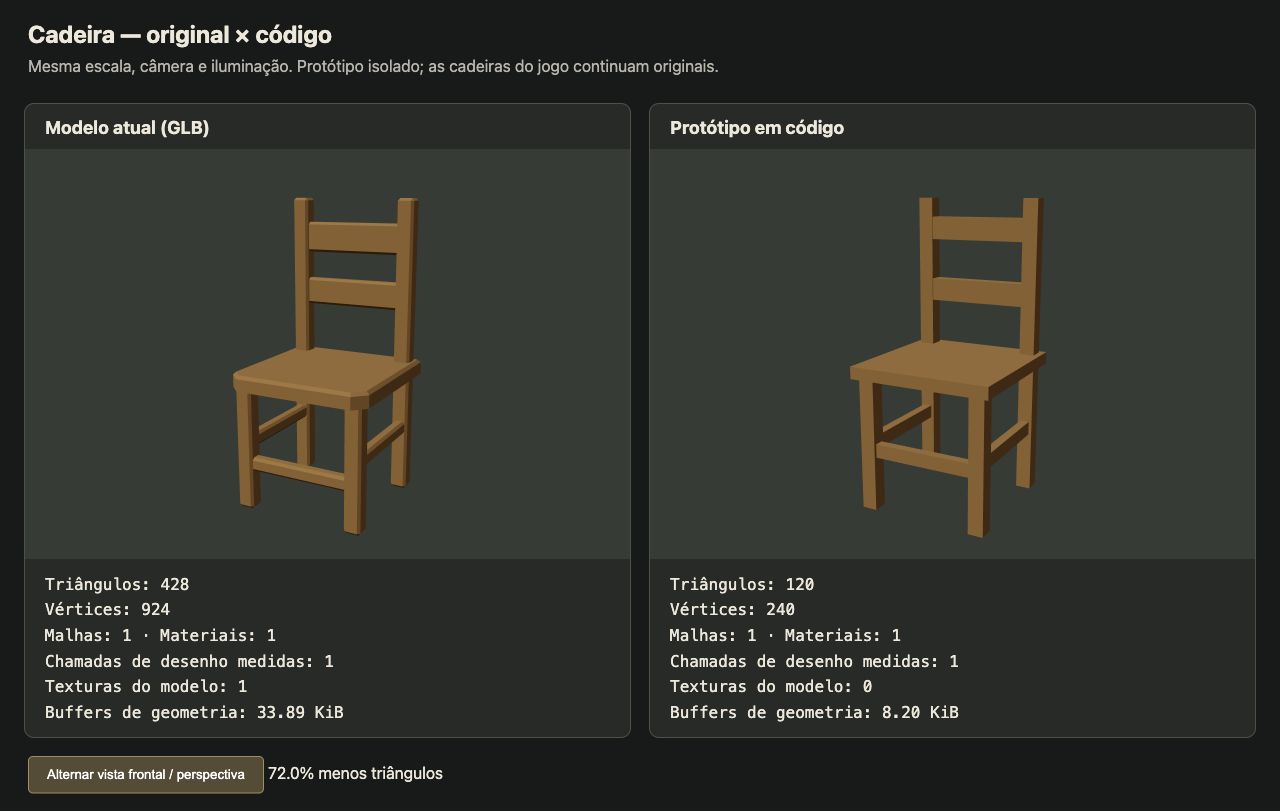 Cadeira — original × código
Mesma escala, câmera e iluminação. Protótipo isolado; as cadeiras do jogo continuam originais.
Modelo atual (GLB)
Triângulos: 428
Vértices: 924
Malhas: 1 · Materiais: 1
Chamadas de desenho medidas: 1
Texturas do modelo: 1
Buffers de geometria: 33.89 KiB
Protótipo em código
Triângulos: 120
Vértices: 240
Malhas: 1 · Materiais: 1
Chamadas de desenho medidas: 1
Texturas do modelo: 0
Buffers de geometria: 8.20 KiB
Alternar vista frontal / perspectiva
72.0% menos triângulos